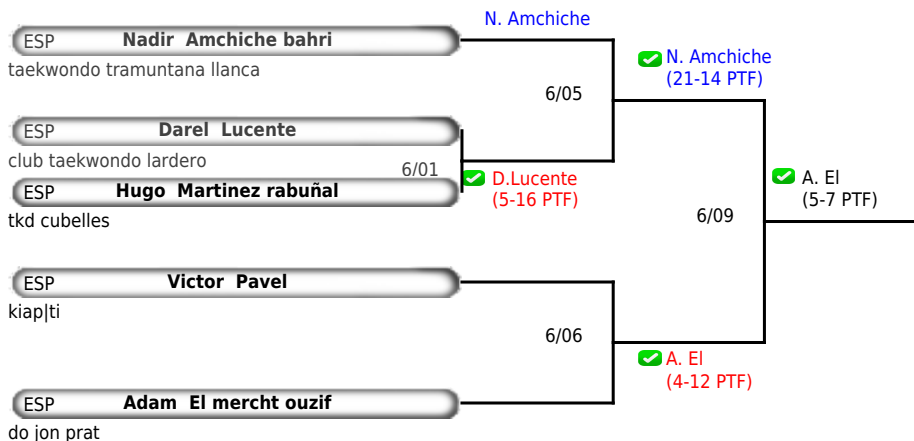 N. Amchiche
ESP Nadir Amchiche bahri
taekwondo tramuntana llanca
N. Amchiche
(21-14 PTF)
6/05
ESP Darel Lucente
club taekwondo lardero
6/01
D.Lucente
(5-16 PTF)
A. El
(5-7 PTF)
ESP Hugo Martinez rabuñal
tkd cubelles
6/09
ESP Victor Pavel
kiap|ti
6/06
A. El
(4-12 PTF)
ESP Adam El mercht ouzif
do jon prat